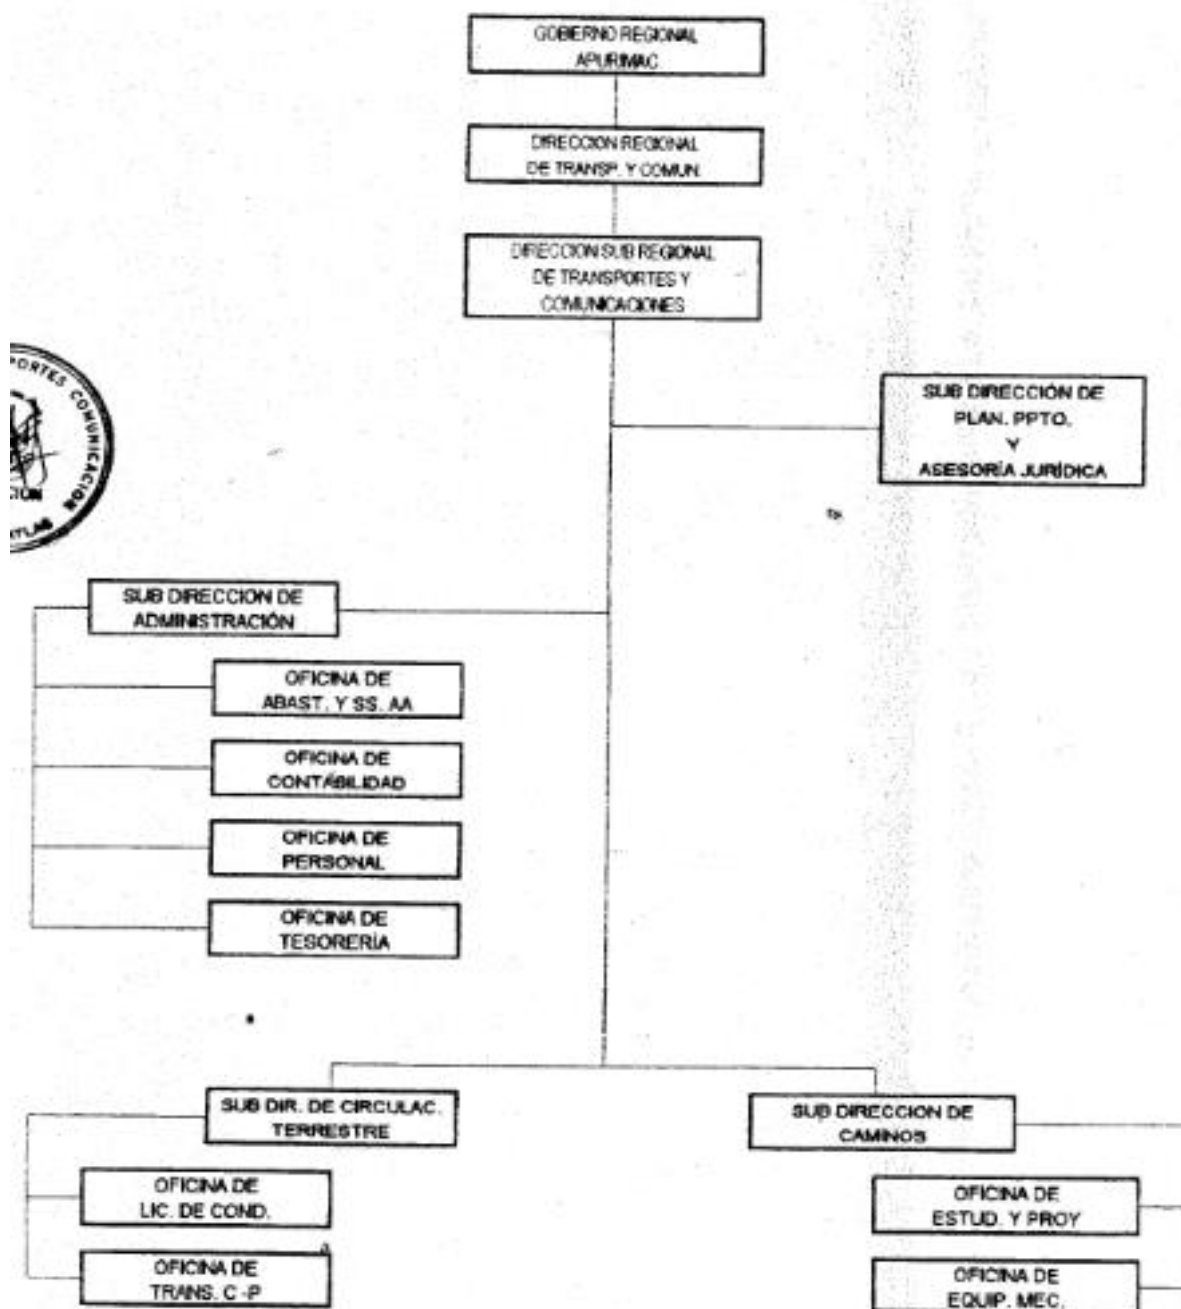 GOBIERNO REGIONAL
APURIMAC
DIRECCION REGIONAL
DE TRANSP. Y COMUN.
DIRECCION SUB REGIONAL
DE TRANSPORTES Y
COMUNICACIONES
PORTES COMUNICACION
SUB DIRECCIÓN DE
PLAN. PPTO.
Y
ASESORÍA JURÍDICA
SUB DIRECCION DE
ADMINISTRACIÓN
OFICINA DE
ABAST. Y SS. AA
OFICINA DE
CONTABILIDAD
OFICINA DE
PERSONAL
OFICINA DE
TESORERÍA
SUB DIR. DE CIRCULAC.
TERRESTRE
SUB DIRECCION DE
CAMINOS
OFICINA DE
LIC. DE COND.
OFICINA DE
ESTUD. Y PROY
OFICINA DE
TRANS. C -P
OFICINA DE
EQUIP. MEC.